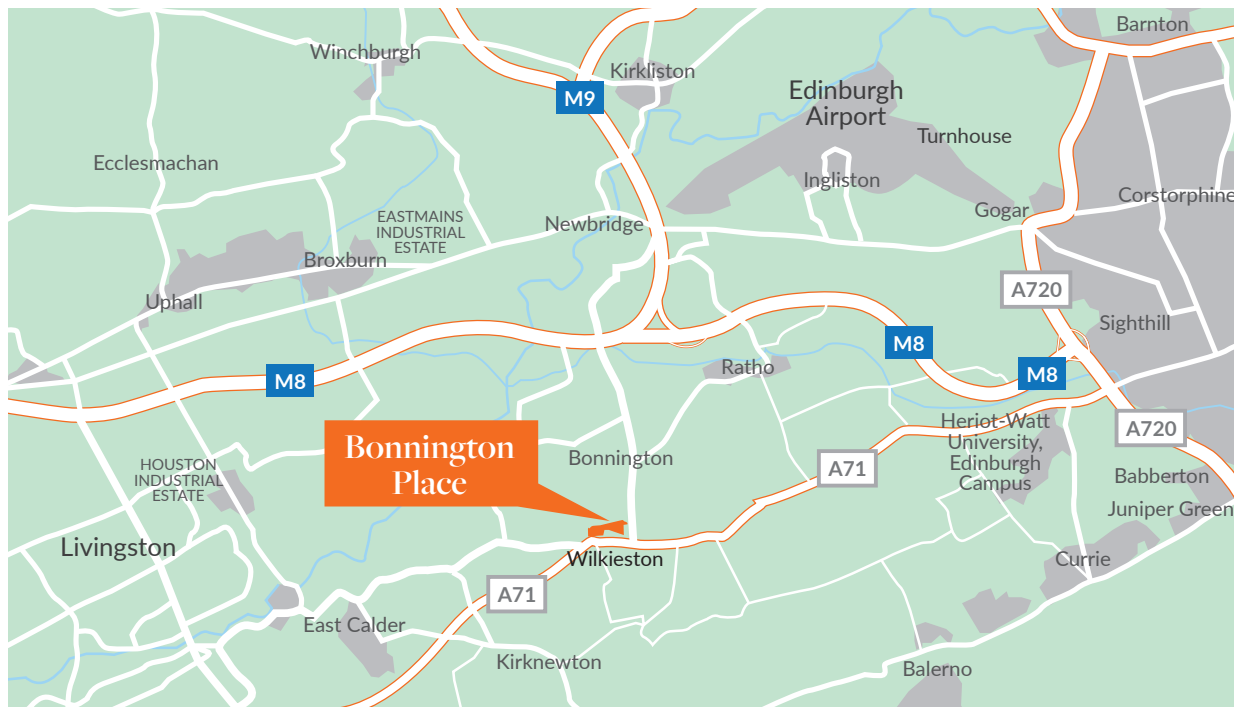 Barnton
Winchburgh
Kirkliston
M9
Edinburgh
Airport
Turnhouse
Ecclesmachan
Ingliston
Corstorphine
Gogar
EASTMAINS
INDUSTRIAL
ESTATE
Newbridge
Broxburn
Uphall
A720
Sighthill
M8
Ratho
M8
M8
Heriot-Watt
University,
Edinburgh
Campus
A720
Bonnington
Place
Bonnington
A71
HOUSTON
INDUSTRIAL
ESTATE
Babberton
Juniper Green
Livingston
Wilkieston
Currie
A71
East Calder
Kirknewton
Balerno